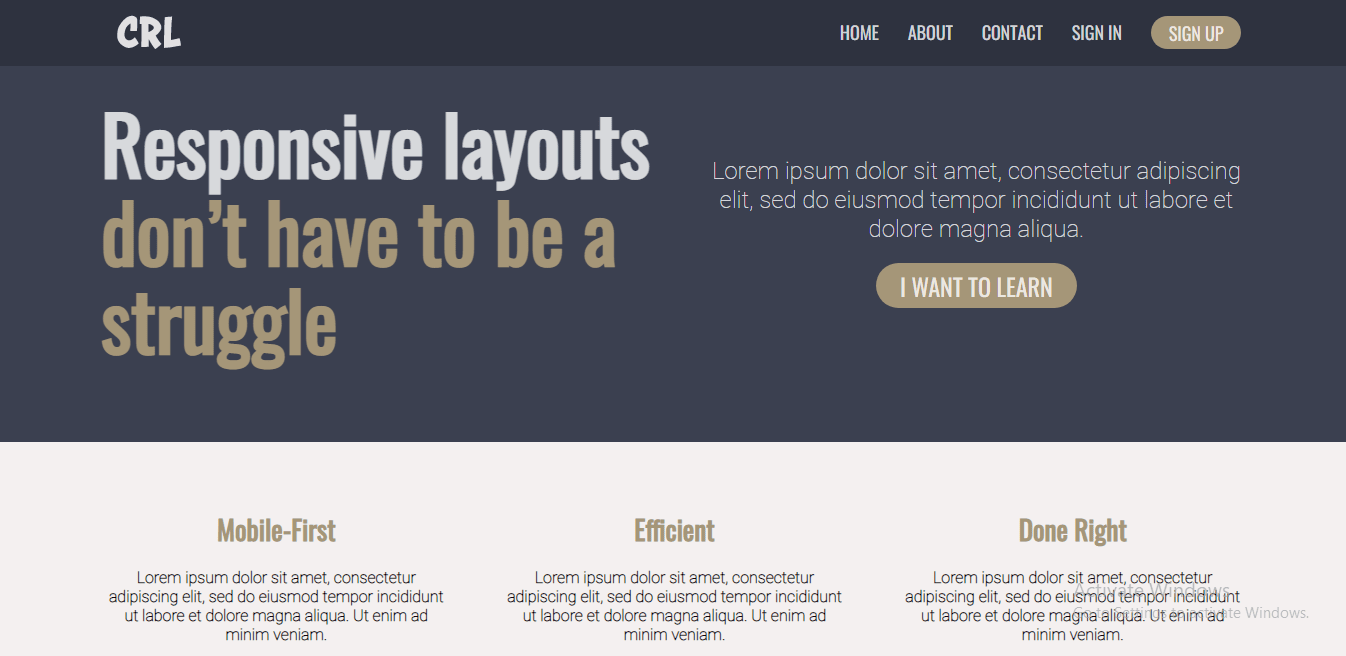 CRL
HOME
ABOUT
CONTACT
SIGN IN
SIGN UP
Responsive layouts
don’t have to be a
struggle
Lorem ipsum dolor sit amet, consectetur adipiscing
elit, sed do eiusmod tempor incididunt ut labore et
dolore magna aliqua.
I WANT TO LEARN
Mobile-First
Lorem ipsum dolor sit amet, consectetur
adipiscing elit, sed do eiusmod tempor incididunt
ut labore et dolore magna aliqua. Ut enim ad
minim veniam.
Efficient
Lorem ipsum dolor sit amet, consectetur
adipiscing elit, sed do eiusmod tempor incididunt
ut labore et dolore magna aliqua. Ut enim ad
minim veniam.
Done Right
Lorem ipsum dolor sit amet, consectetur
adipiscing elit, sed do eiusmod tempor incididunt
ut labore et dolore magna aliqua. Ut enim ad
minim veniam.
Activate Windows
Go to Settings to activate Windows.